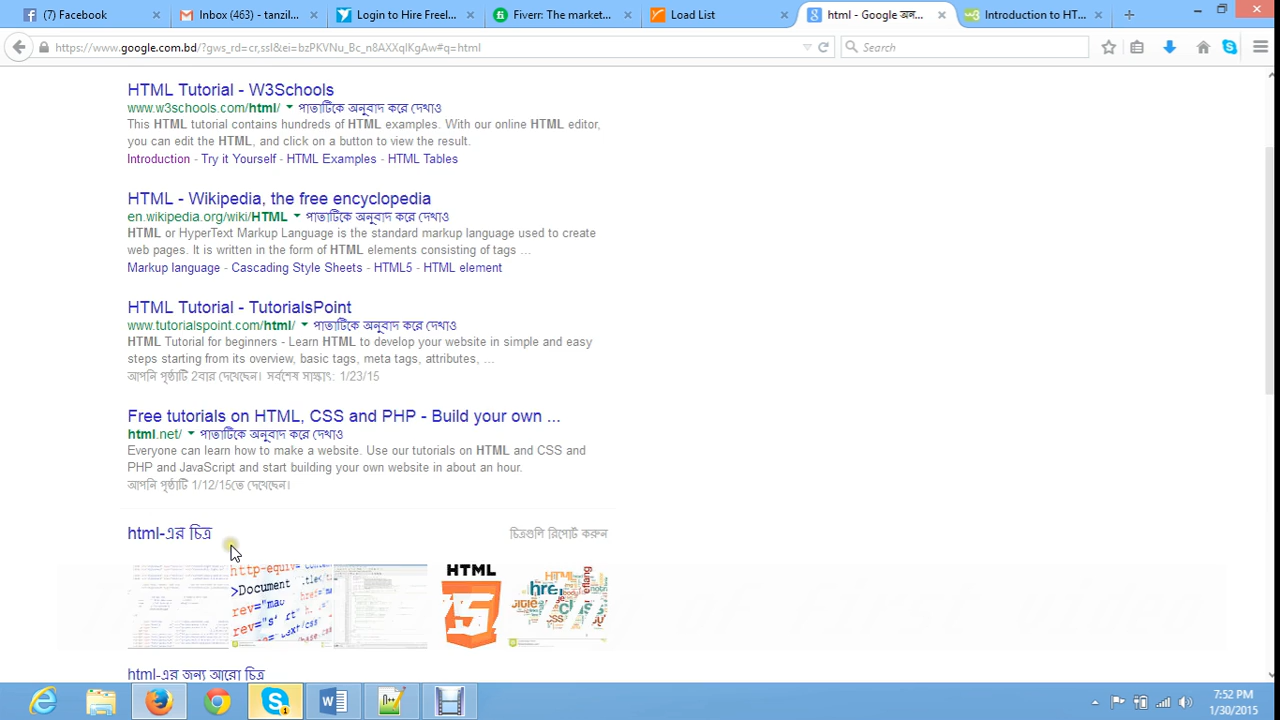 (7) Facebook
Inbox (463) - tanzil...
Login to Hire Freel...
Fiverr: The market...
Load List
html - Google অনু...
Introduction to HT...
https://www.google.com.bd/?gws_rd=cr,ssl&ei=bzPKVNu_Bc_n8AXXqlKgAw#q=html
Search
HTML Tutorial - W3Schools
www.w3schools.com/html/ পাতাটিকে অনুবাদ করে দেখাও
This HTML tutorial contains hundreds of HTML examples. With our online HTML editor,
you can edit the HTML, and click on a button to view the result.
Introduction - Try it Yourself - HTML Examples - HTML Tables
HTML - Wikipedia, the free encyclopedia
en.wikipedia.org/wiki/HTML পাতাটিকে অনুবাদ করে দেখাও
HTML or HyperText Markup Language is the standard markup language used to create
web pages. It is written in the form of HTML elements consisting of tags ...
Markup language - Cascading Style Sheets - HTML5 - HTML element
HTML Tutorial - TutorialsPoint
www.tutorialspoint.com/html/ পাতাটিকে অনুবাদ করে দেখাও
HTML Tutorial for beginners - Learn HTML to develop your website in simple and easy
steps starting from its overview, basic tags, meta tags, attributes, ...
আপনি পৃষ্ঠাটি 2বার দেখেছেন। সর্বশেষ সাক্ষাৎ: 1/23/15
Free tutorials on HTML, CSS and PHP - Build your own ...
html.net/ পাতাটিকে অনুবাদ করে দেখাও
Everyone can learn how to make a website. Use our tutorials on HTML and CSS and
PHP and JavaScript and start building your own website in about an hour.
আপনি পৃষ্ঠাটি 1/12/15তে দেখেছেন।
html-এর চিত্র
চিত্রগুলি রিপোর্ট করুন
http-equiv
>Document
rev="mav
rev="s' ct
HTML
5
HTML
href
html-এর জন্য আরো চিত্র
7:52 PM
1/30/2015